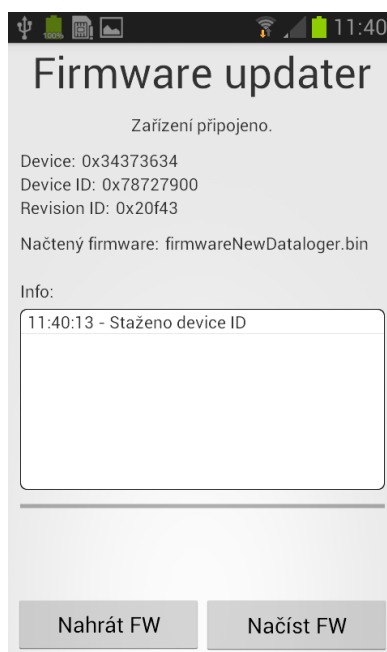 100%
11:40
Firmware updater
Zařízení připojeno.
Device: 0x34373634
Device ID: 0x78727900
Revision ID: 0x20f43
Načtený firmware: firmwareNewDataloger.bin
Info:
11:40:13 - Staženo device ID
Nahrát FW
Načíst FW